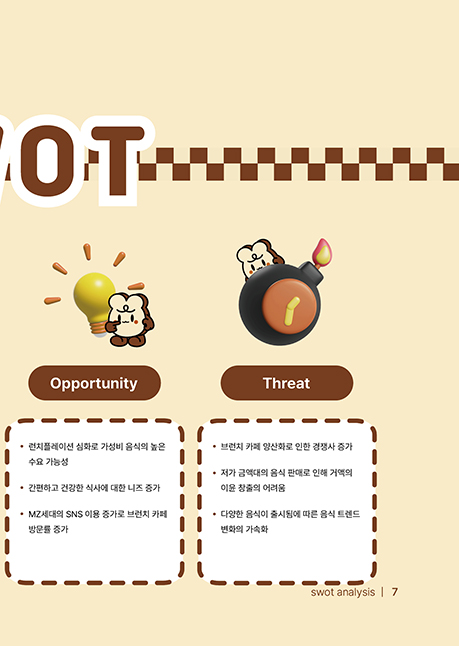 WOT
Opportunity
Threat
• 런치플레이션 심화로 가성비 음식의 높은
수요 가능성
• 간편하고 건강한 식사에 대한 니즈 증가
• MZ세대의 SNS 이용 증가로 브런치 카페
방문률 증가
• 브런치 카페 양산화로 인한 경쟁사 증가
• 저가 금액대의 음식 판매로 인해 거액의
이윤 창출의 어려움
• 다양한 음식이 출시됨에 따른 음식 트렌드
변화의 가속화
swot analysis | 7